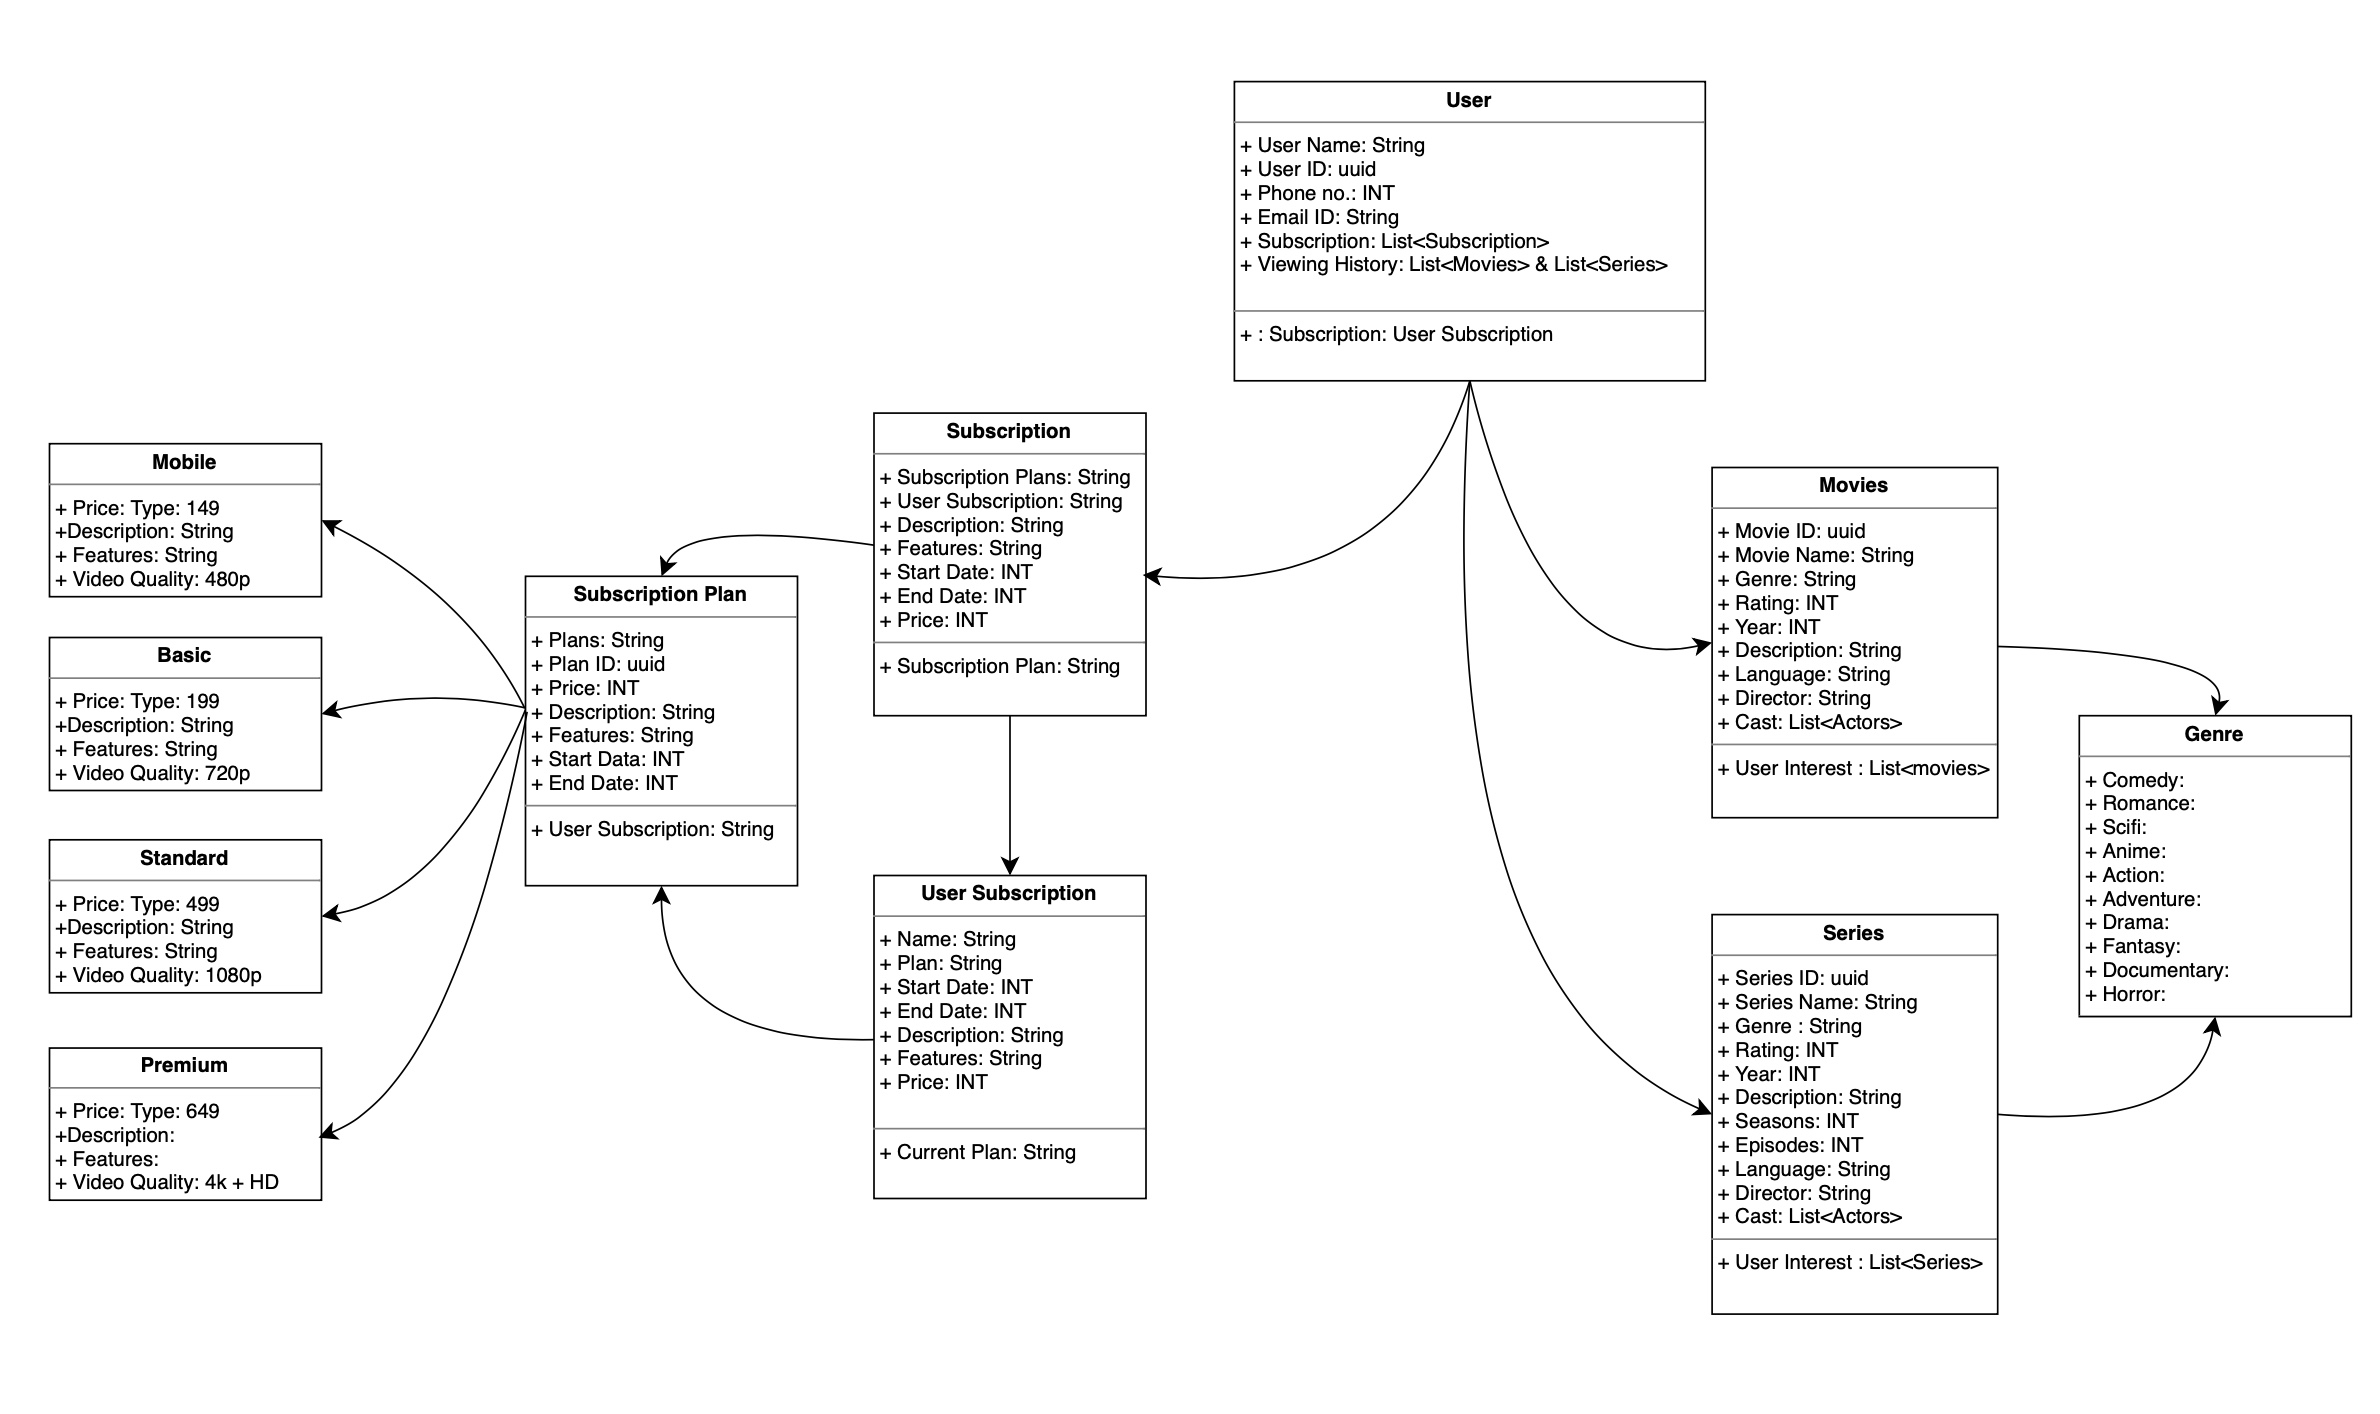 User
+ User Name: String
+ User ID: uuid
+ Phone no.: INT
+ Email ID: String
+ Subscription: List<Subscription>
+ Viewing History: List<Movies> & List<Series>
+ : Subscription: User Subscription
Subscription
+ Subscription Plans: String
+ User Subscription: String
+ Description: String
+ Features: String
+ Start Date: INT
+ End Date: INT
+ Price: INT
+ Subscription Plan: String
Mobile
+ Price: Type: 149
+Description: String
+ Features: String
+ Video Quality: 480p
Basic
+ Price: Type: 199
+Description: String
+ Features: String
+ Video Quality: 720p
Standard
+ Price: Type: 499
+Description: String
+ Features: String
+ Video Quality: 1080p
Premium
+ Price: Type: 649
+Description:
+ Features:
+ Video Quality: 4k + HD
Subscription Plan
+ Plans: String
+ Plan ID: uuid
+ Price: INT
+ Description: String
+ Features: String
+ Start Data: INT
+ End Date: INT
+ User Subscription: String
User Subscription
+ Name: String
+ Plan: String
+ Start Date: INT
+ End Date: INT
+ Description: String
+ Features: String
+ Price: INT
+ Current Plan: String
Movies
+ Movie ID: uuid
+ Movie Name: String
+ Genre: String
+ Rating: INT
+ Year: INT
+ Description: String
+ Language: String
+ Director: String
+ Cast: List<Actors>
+ User Interest : List<movies>
Series
+ Series ID: uuid
+ Series Name: String
+ Genre : String
+ Rating: INT
+ Year: INT
+ Description: String
+ Seasons: INT
+ Episodes: INT
+ Language: String
+ Director: String
+ Cast: List<Actors>
+ User Interest : List<Series>
Genre
+ Comedy:
+ Romance:
+ Scifi:
+ Anime:
+ Action:
+ Adventure:
+ Drama:
+ Fantasy:
+ Documentary:
+ Horror: